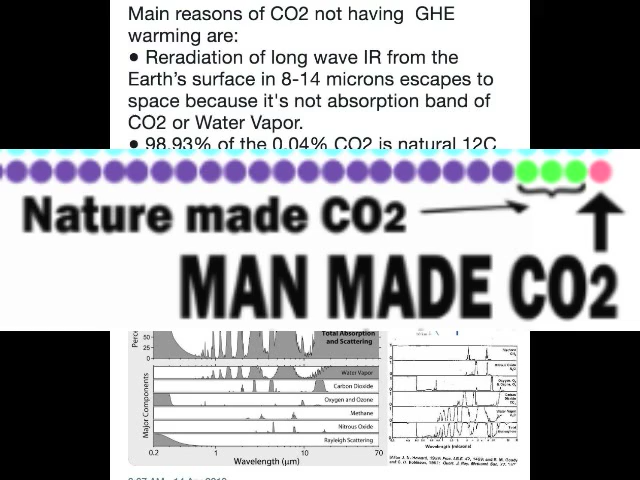 Main reasons of CO2 not having GHE
warming are:
• Reradiation of long wave IR from the
Earth's surface in 8-14 microns escapes to
space because it's not absorption band of
CO2 or Water Vapor.
• 98.93% of the 0.04% CO2 is natural 12C
Nature made CO2
MAN MADE CO2
50
25
0
Total Absorption
and Scattering
Major Components
Water Vapor
Carbon Dioxide
Oxygen and Ozone
Methane
Nitrous Oxide
Rayleigh Scattering
0.2
1
10
70
Wavelength (μm)